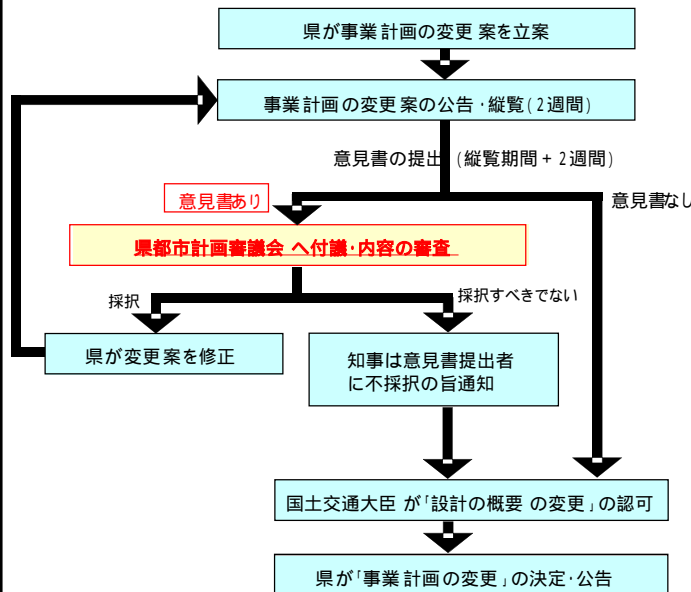 県が事業計画の変更案を立案
事業計画の変更案の公告･縦覧(2週間)
意見書の提出 (縦覧期間+2週間)
意見書あり
意見書なし
県都市計画審議会へ付議･内容の審査
採択
採択すべきでない
県が変更案を修正
知事は意見書提出者
に不採択の旨通知
国土交通大臣が｢設計の概要の変更｣の認可
県が｢事業計画の変更｣の決定･公告